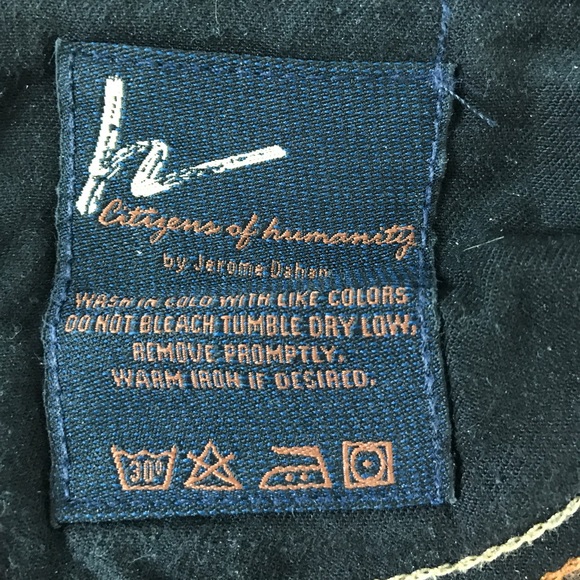 Citizens of humanity
by Jerome Dahan
WASH IN COLD WITH LIKE COLORS
DO NOT BLEACH TUMBLE DRY LOW.
REMOVE PROMPTLY.
WARM IRON IF DESIRED.